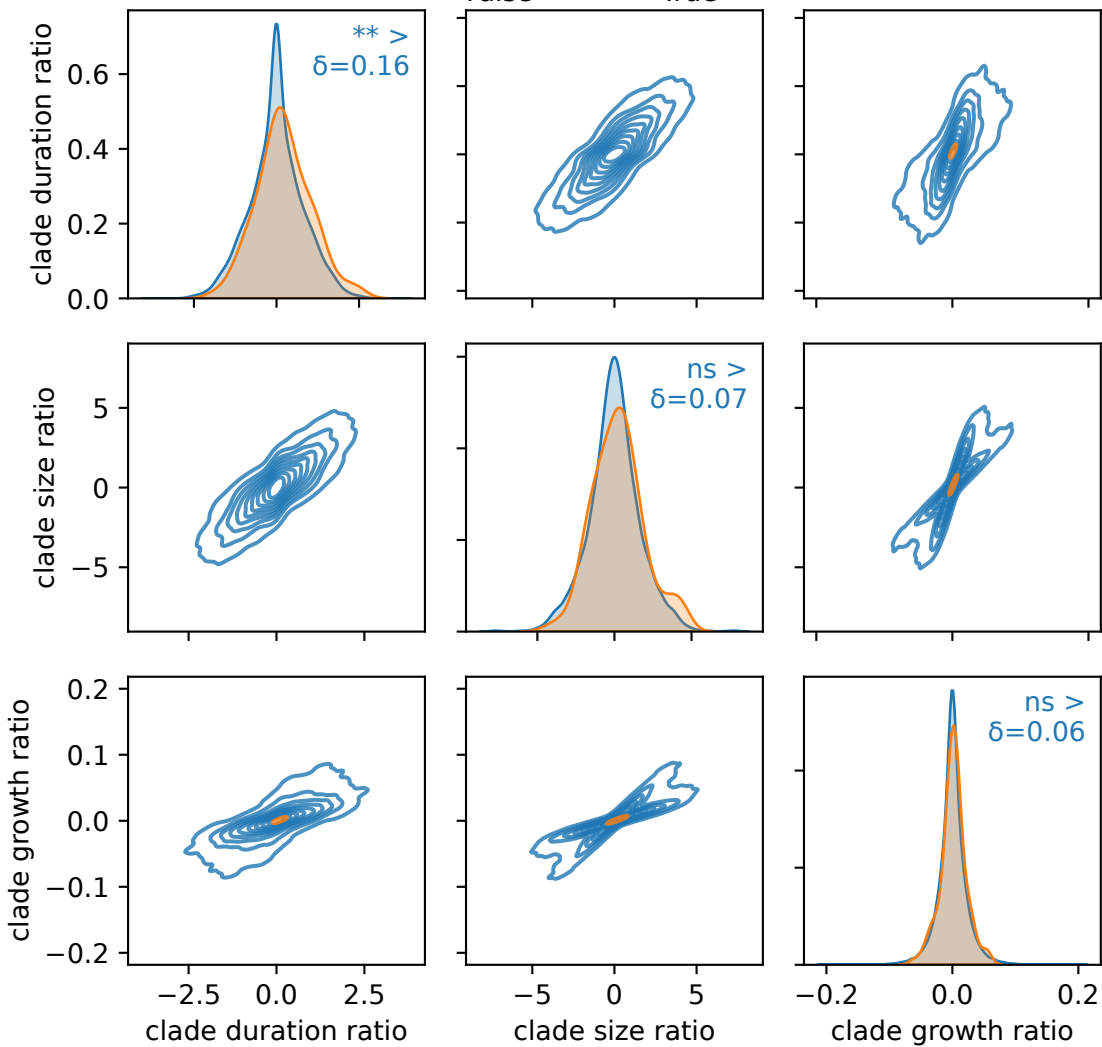 clade duration ratio
0.6
0.4
0.2
0.0
** >
δ=0.16
clade size ratio
5
0
−5
ns >
δ=0.07
clade growth ratio
0.2
0.1
0.0
−0.1
−0.2
ns >
δ=0.06
−2.5 0.0 2.5
−5 0 5
−0.2 0.0 0.2
clade duration ratio
clade size ratio
clade growth ratio